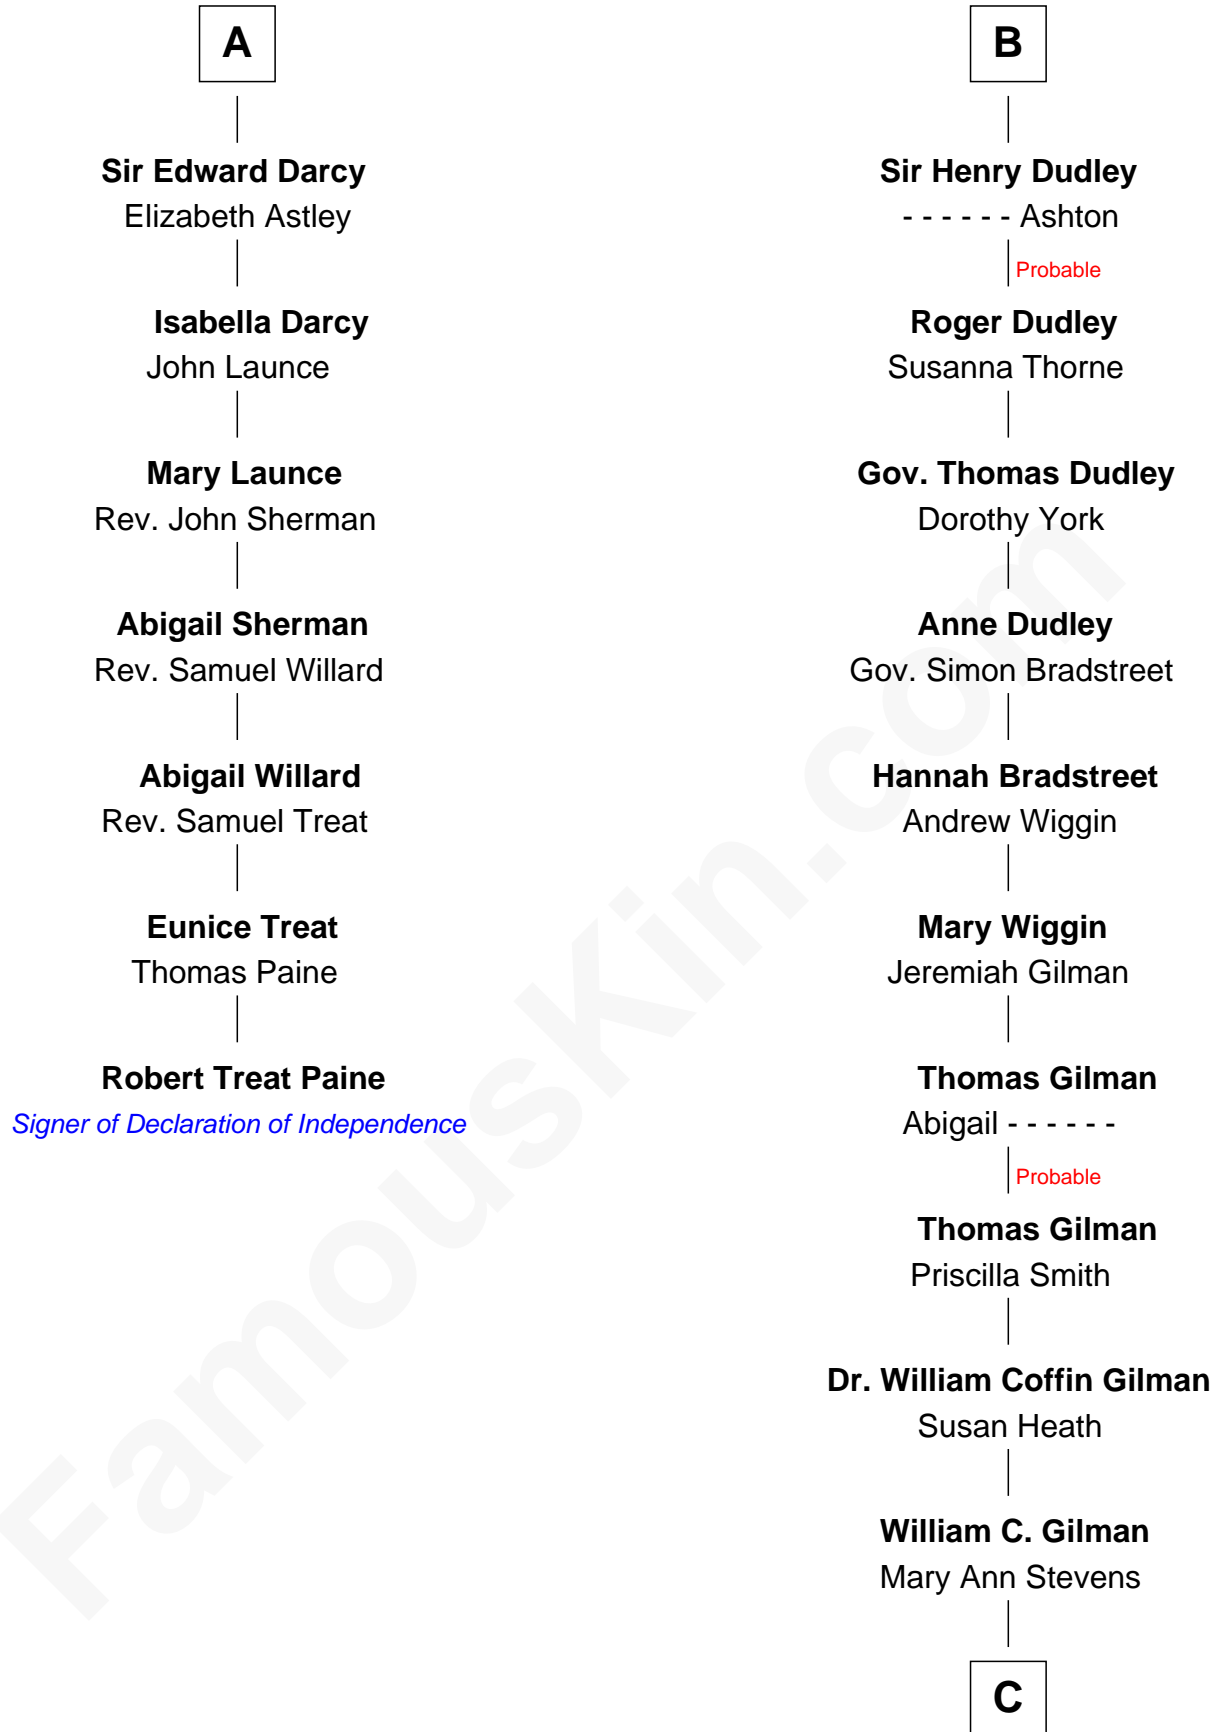 A
Sir Edward Darcy
Elizabeth Astley
Isabella Darcy
John Launce
Mary Launce
Rev. John Sherman
Abigail Sherman
Rev. Samuel Willard
Abigail Willard
Rev. Samuel Treat
Eunice Treat
Thomas Paine
Robert Treat Paine
Signer of Declaration of Independence
B
Sir Henry Dudley
- - - - - - Ashton
Probable
Roger Dudley
Susanna Thorne
Gov. Thomas Dudley
Dorothy York
Anne Dudley
Gov. Simon Bradstreet
Hannah Bradstreet
Andrew Wiggin
Mary Wiggin
Jeremiah Gilman
Thomas Gilman
Abigail - - - - - -
Probable
Thomas Gilman
Priscilla Smith
Dr. William Coffin Gilman
Susan Heath
William C. Gilman
Mary Ann Stevens
C
FamousKin.com